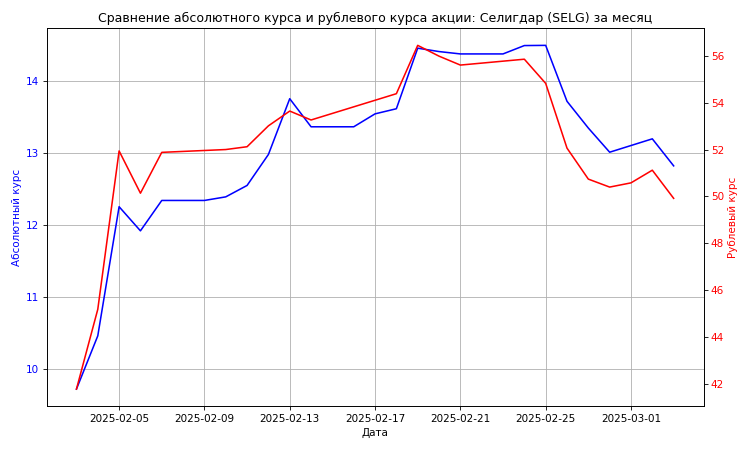 Сравнение абсолютного курса и рублевого курса акции: Селигдар (SELG) за месяц
Абсолютный курс
14
13
12
11
10
56
54
52
50
48
46
44
42
Рублевый курс
2025-02-05 2025-02-09 2025-02-13 2025-02-17 2025-02-21 2025-02-25 2025-03-01
Дата